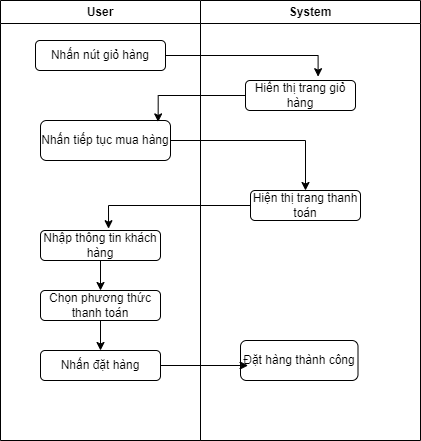 User
System
Nhấn nút giỏ hàng
Hiển thị trang giỏ
hàng
Nhấn tiếp tục mua hàng
Hiện thị trang thanh
toán
Nhập thông tin khách
hàng
Chọn phương thức
thanh toán
Nhấn đặt hàng
Đặt hàng thành công